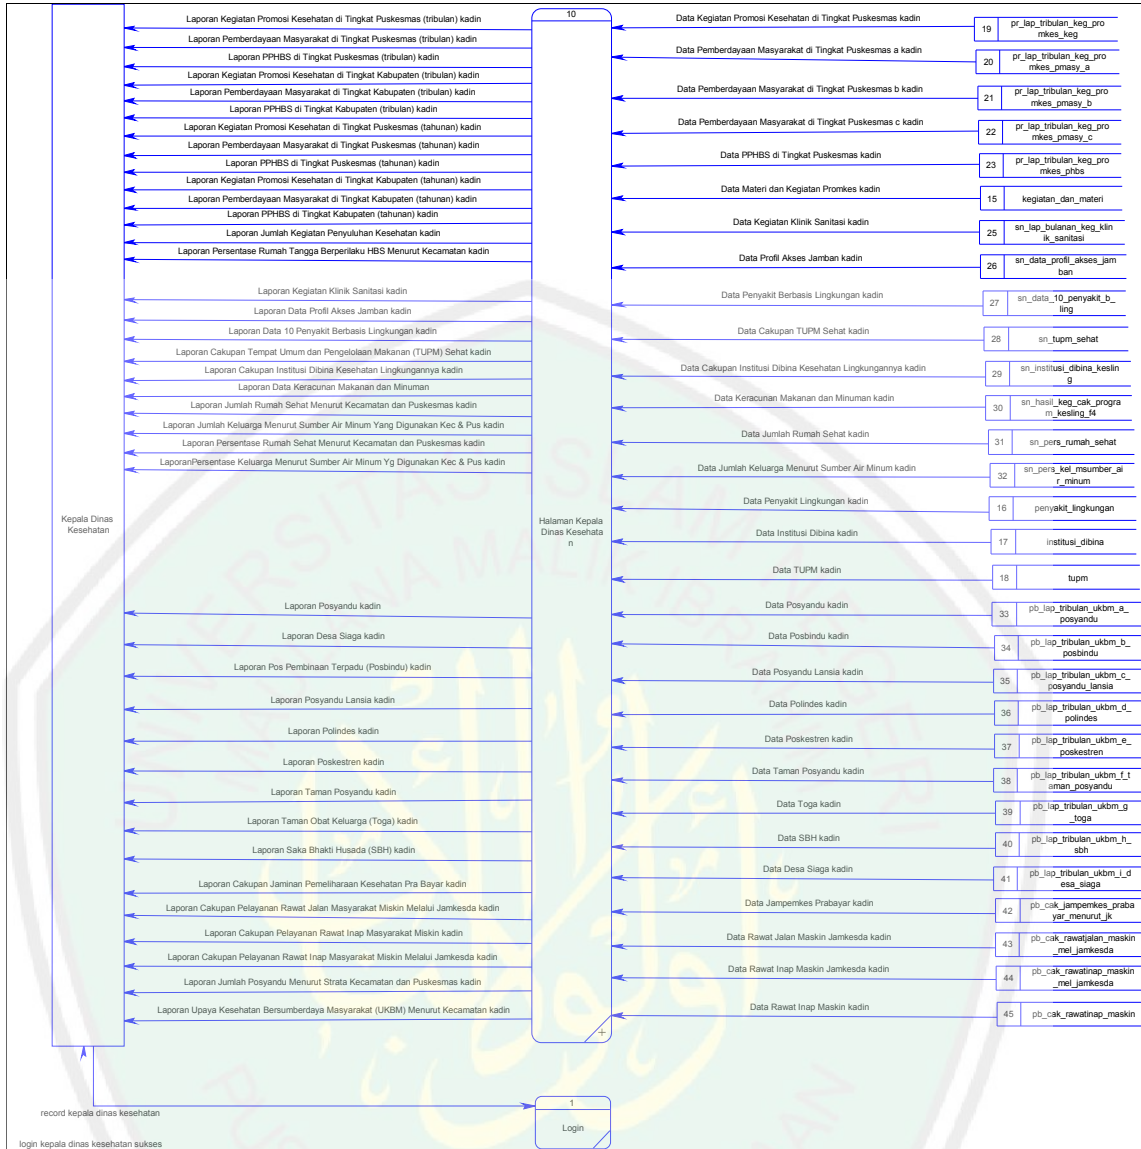 10
Laporan Kegiatan Promosi Kesehatan di Tingkat Puskesmas (tribulan) kadin
Laporan Pemberdayaan Masyarakat di Tingkat Puskesmas (tribulan) kadin
Laporan PPHBS di Tingkat Puskesmas (tribulan) kadin
Laporan Kegiatan Promosi Kesehatan di Tingkat Kabupaten (tribulan) kadin
Laporan Pemberdayaan Masyarakat di Tingkat Kabupaten (tribulan) kadin
Laporan PPHBS di Tingkat Kabupaten (tribulan) kadin
Laporan Kegiatan Promosi Kesehatan di Tingkat Puskesmas (tahunan) kadin
Laporan Pemberdayaan Masyarakat di Tingkat Puskesmas (tahunan) kadin
Laporan PPHBS di Tingkat Puskesmas (tahunan) kadin
Laporan Kegiatan Promosi Kesehatan di Tingkat Kabupaten (tahunan) kadin
Laporan Pemberdayaan Masyarakat di Tingkat Kabupaten (tahunan) kadin
Laporan PPHBS di Tingkat Kabupaten (tahunan) kadin
Laporan Jumlah Kegiatan Penyuluhan Kesehatan kadin
Laporan Persentase Rumah Tangga Berperilaku HBS Menurut Kecamatan kadin
Laporan Kegiatan Klinik Sanitasi kadin
Laporan Data Profil Akses Jamban kadin
Laporan Data 10 Penyakit Berbasis Lingkungan kadin
Laporan Cakupan Tempat Umum dan Pengelolaan Makanan (TUPM) Sehat kadin
Laporan Cakupan Institusi Dibina Kesehatan Lingkungannya kadin
Laporan Data Keracunan Makanan dan Minuman
Laporan Jumlah Rumah Sehat Menurut Kecamatan dan Puskesmas kadin
Laporan Jumlah Keluarga Menurut Sumber Air Minum Yang Digunakan Kec & Pus kadin
Laporan Persentase Rumah Sehat Menurut Kecamatan dan Puskesmas kadin
LaporanPersentase Keluarga Menurut Sumber Air Minum Yg Digunakan Kec & Pus kadin
Kepala Dinas
Kesehatan
Laporan Posyandu kadin
Laporan Desa Siaga kadin
Laporan Pos Pembinaan Terpadu (Posbindu) kadin
Laporan Posyandu Lansia kadin
Laporan Polindes kadin
Laporan Poskestren kadin
Laporan Taman Posyandu kadin
Laporan Taman Obat Keluarga (Toga) kadin
Laporan Saka Bhakti Husada (SBH) kadin
Laporan Cakupan Jaminan Pemeliharaan Kesehatan Pra Bayar kadin
Laporan Cakupan Pelayanan Rawat Jalan Masyarakat Miskin Melalui Jamkesda kadin
Laporan Cakupan Pelayanan Rawat Inap Masyarakat Miskin kadin
Laporan Cakupan Pelayanan Rawat Inap Masyarakat Miskin Melalui Jamkesda kadin
Laporan Jumlah Posyandu Menurut Strata Kecamatan dan Puskesmas kadin
Laporan Upaya Kesehatan Bersumberdaya Masyarakat (UKBM) Menurut Kecamatan kadin
Halaman Kepala
Dinas Kesehata
n
Data Kegiatan Promosi Kesehatan di Tingkat Puskesmas kadin
19
pr_lap_tribulan_keg_pro
mkes_keg
Data Pemberdayaan Masyarakat di Tingkat Puskesmas a kadin
20
pr_lap_tribulan_keg_pro
mkes_pmasy_a
Data Pemberdayaan Masyarakat di Tingkat Puskesmas b kadin
21
pr_lap_tribulan_keg_pro
mkes_pmasy_b
Data Pemberdayaan Masyarakat di Tingkat Puskesmas c kadin
22
pr_lap_tribulan_keg_pro
mkes_pmasy_c
Data PPHBS di Tingkat Puskesmas kadin
23
pr_lap_tribulan_keg_pro
mkes_phbs
Data Materi dan Kegiatan Promkes kadin
15
kegiatan_dan_materi
Data Kegiatan Klinik Sanitasi kadin
25
sn_lap_bulanan_keg_klin
ik_sanitasi
Data Profil Akses Jamban kadin
26
sn_data_profil_akses_jam
ban
Data Penyakit Berbasis Lingkungan kadin
27
sn_data_10_penyakit_b_
ling
Data Cakupan TUPM Sehat kadin
28
sn_tupm_sehat
Data Cakupan Institusi Dibina Kesehatan Lingkungannya kadin
29
sn_institusi_dibina_keslin
g
Data Keracunan Makanan dan Minuman kadin
30
sn_hasil_keg_cak_progra
m_kesling_f4
Data Jumlah Rumah Sehat kadin
31
sn_pers_rumah_sehat
Data Jumlah Keluarga Menurut Sumber Air Minum kadin
32
sn_pers_kel_msumber_ai
r_minum
Data Penyakit Lingkungan kadin
16
penyakit_lingkungan
Data Institusi Dibina kadin
17
institusi_dibina
Data TUPM kadin
18
tupm
Data Posyandu kadin
33
pb_lap_tribulan_ukbm_a_
posyandu
Data Posbindu kadin
34
pb_lap_tribulan_ukbm_b_
posbindu
Data Posyandu Lansia kadin
35
pb_lap_tribulan_ukbm_c_
posyandu_lansia
Data Polindes kadin
36
pb_lap_tribulan_ukbm_d_
polindes
Data Poskestren kadin
37
pb_lap_tribulan_ukbm_e_
poskestren
Data Taman Posyandu kadin
38
pb_lap_tribulan_ukbm_f_t
aman_posyandu
Data Toga kadin
39
pb_lap_tribulan_ukbm_g
_toga
Data SBH kadin
40
pb_lap_tribulan_ukbm_h_
sbh
Data Desa Siaga kadin
41
pb_lap_tribulan_ukbm_i_d
esa_siaga
Data Jampemkes Prabayar kadin
42
pb_cak_jampemkes_praba
yar_menurut_jk
Data Rawat Jalan Maskin Jamkesda kadin
43
pb_cak_rawatjalan_maskin
_mel_jamkesda
Data Rawat Inap Maskin Jamkesda kadin
44
pb_cak_rawatinap_maskin
_mel_jamkesda
Data Rawat Inap Maskin kadin
45
pb_cak_rawatinap_maskin
+
record kepala dinas kesehatan
1
Login
login kepala dinas kesehatan sukses